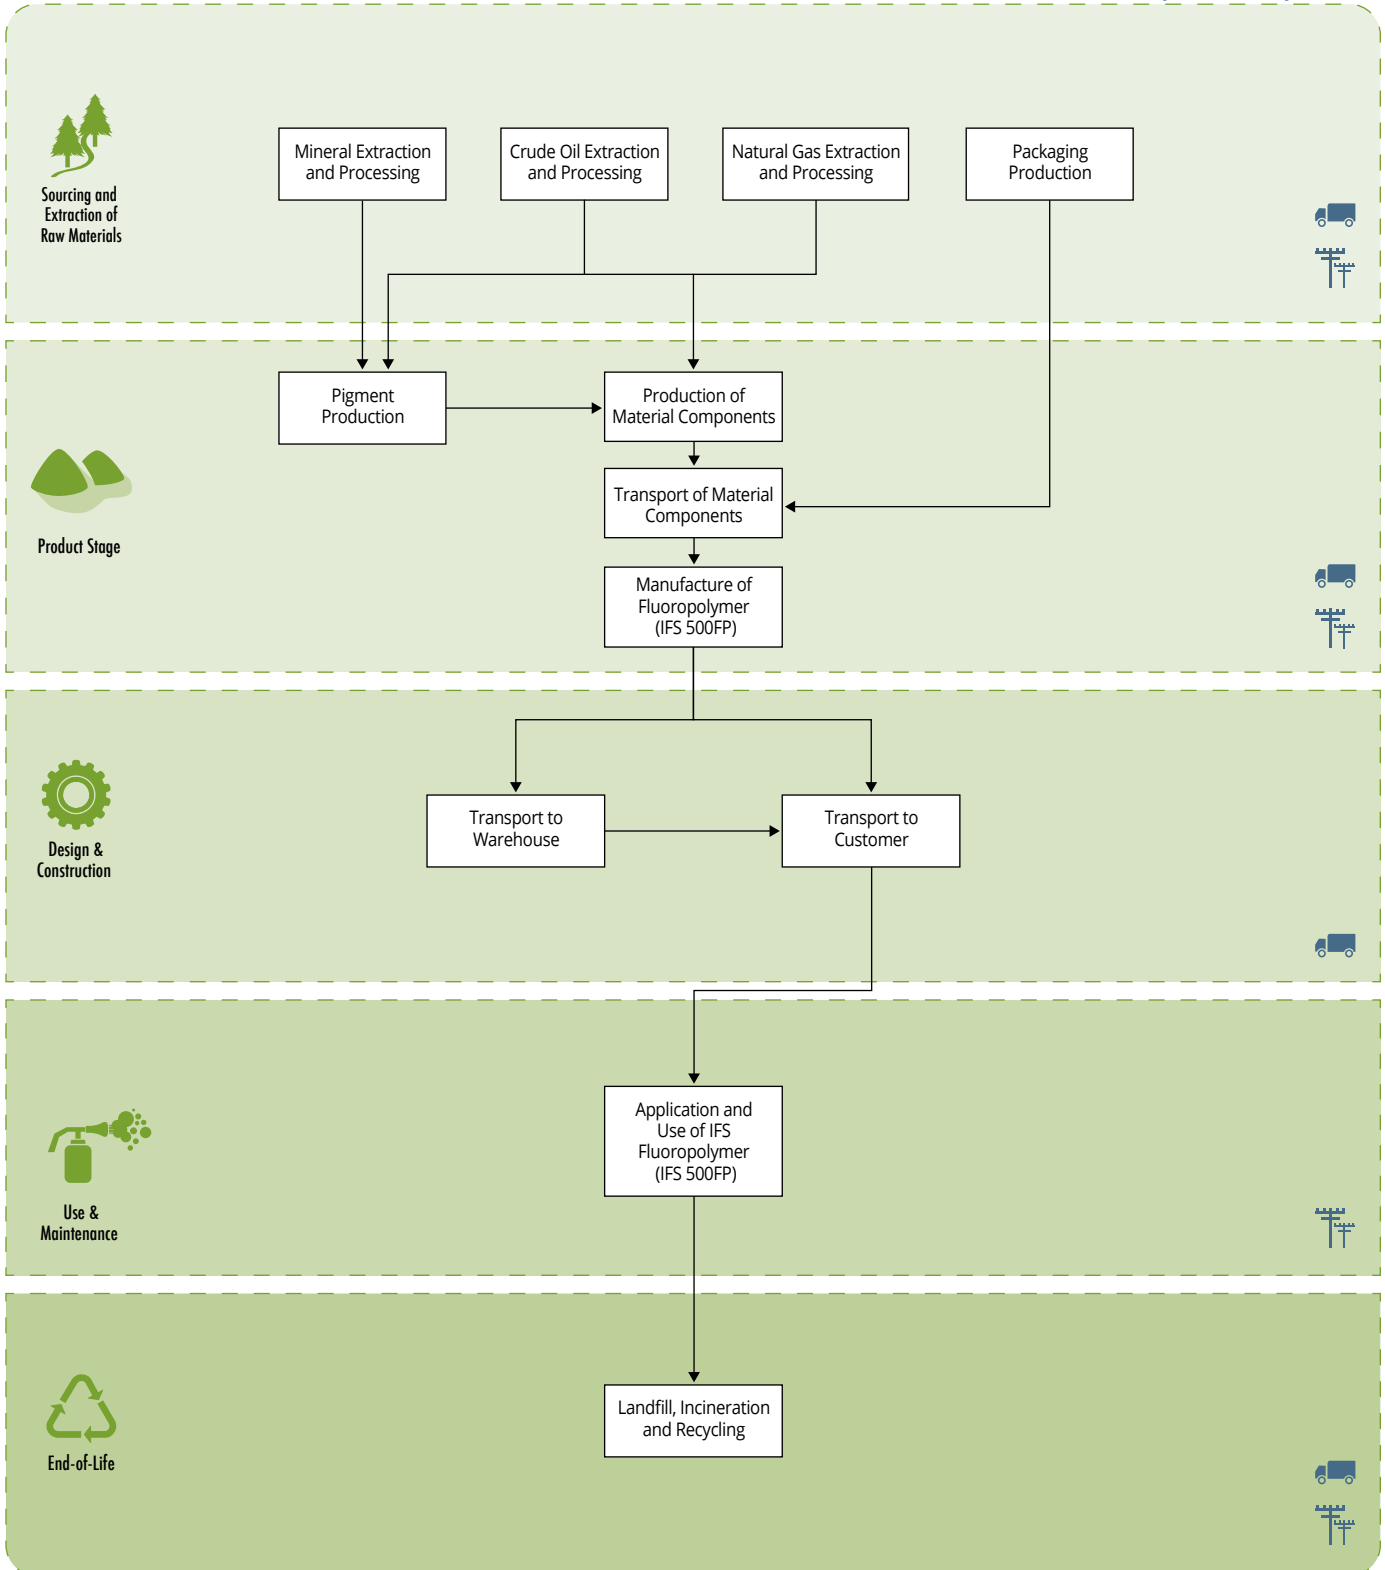 Sourcing and
Extraction of
Raw Materials
Mineral Extraction
and Processing
Crude Oil Extraction
and Processing
Natural Gas Extraction
and Processing
Packaging
Production
Product Stage
Pigment
Production
Production of
Material Components
Transport of Material
Components
Manufacture of
Fluoropolymer
(IFS 500FP)
Design &
Construction
Transport to
Warehouse
Transport to
Customer
Use &
Maintenance
Application and
Use of IFS
Fluoropolymer
(IFS 500FP)
End-of-Life
Landfill, Incineration
and Recycling